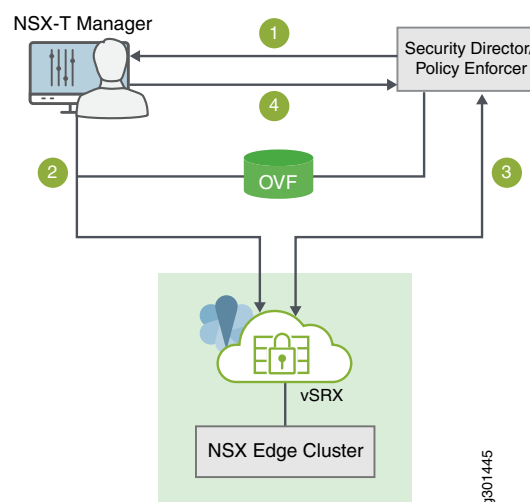 NSX-T Manager
1
Security Director/
Policy Enforcer
4
2
OVF
3
vSRX
NSX Edge Cluster
g301445